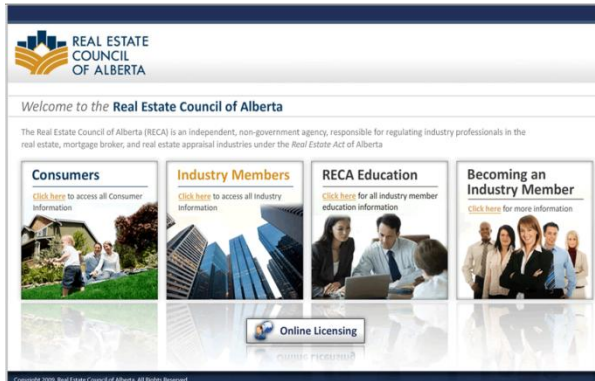 REAL ESTATE
COUNCIL
OF ALBERTA
Welcome to the Real Estate Council of Alberta
The Real Estate Council of Alberta (RECA) is an independent, non-government agency, responsible for regulating industry professionals in the
real estate, mortgage broker, and real estate appraisal industries under the Real Estate Act of Alberta
Consumers
Click here to access all Consumer
Information
Industry Members
Click here to access all Industry
Information
RECA Education
Click here for all industry member
education information
Becoming an
Industry Member
Click here for more information
Online Licensing
Copyright 2009, Real Estate Council of Alberta, All Rights Reserved